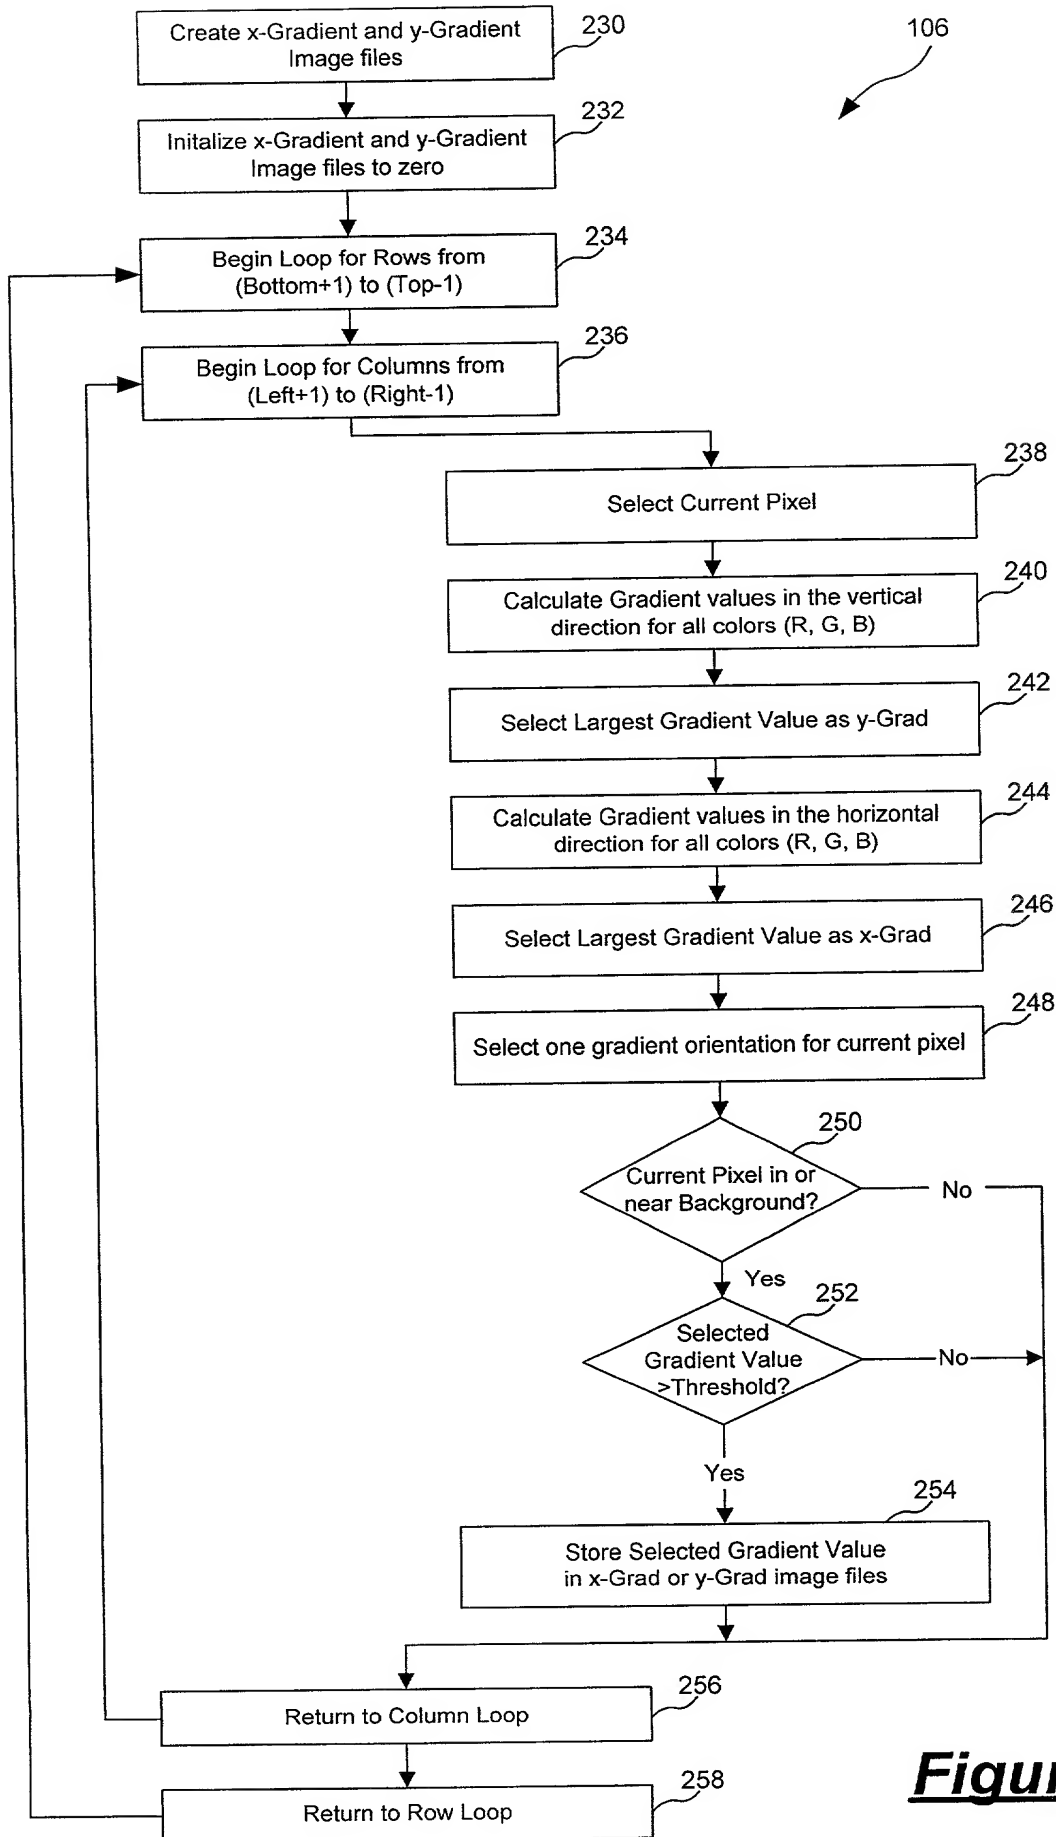 Create x-Gradient and y-Gradient
Image files
230
106
Initalize x-Gradient and y-Gradient
Image files to zero
232
Begin Loop for Rows from
(Bottom+1) to (Top-1)
234
Begin Loop for Columns from
(Left+1) to (Right-1)
236
Select Current Pixel
238
Calculate Gradient values in the vertical
direction for all colors (R, G, B)
240
Select Largest Gradient Value as y-Grad
242
Calculate Gradient values in the horizontal
direction for all colors (R, G, B)
244
Select Largest Gradient Value as x-Grad
246
Select one gradient orientation for current pixel
248
Current Pixel in or
near Background?
250
No
Yes
Selected
Gradient Value
>Threshold?
252
No
Yes
Store Selected Gradient Value
in x-Grad or y-Grad image files
254
Return to Column Loop
256
Return to Row Loop
258